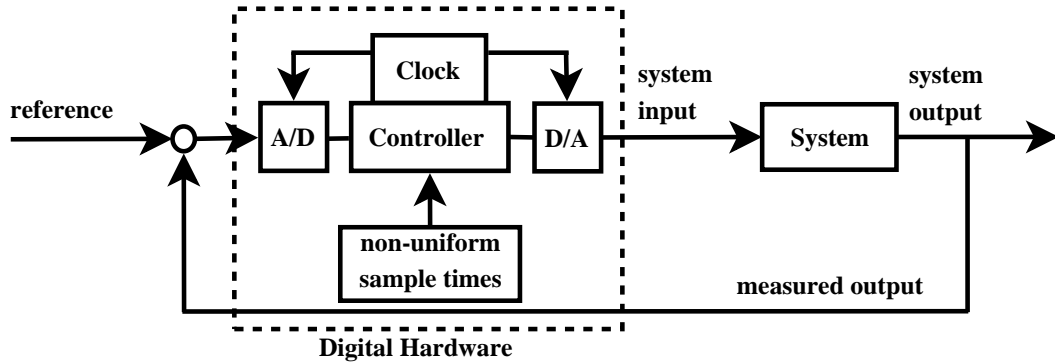 Clock
system
input
system
output
reference
A/D
Controller
D/A
System
non-uniform
sample times
measured output
Digital Hardware